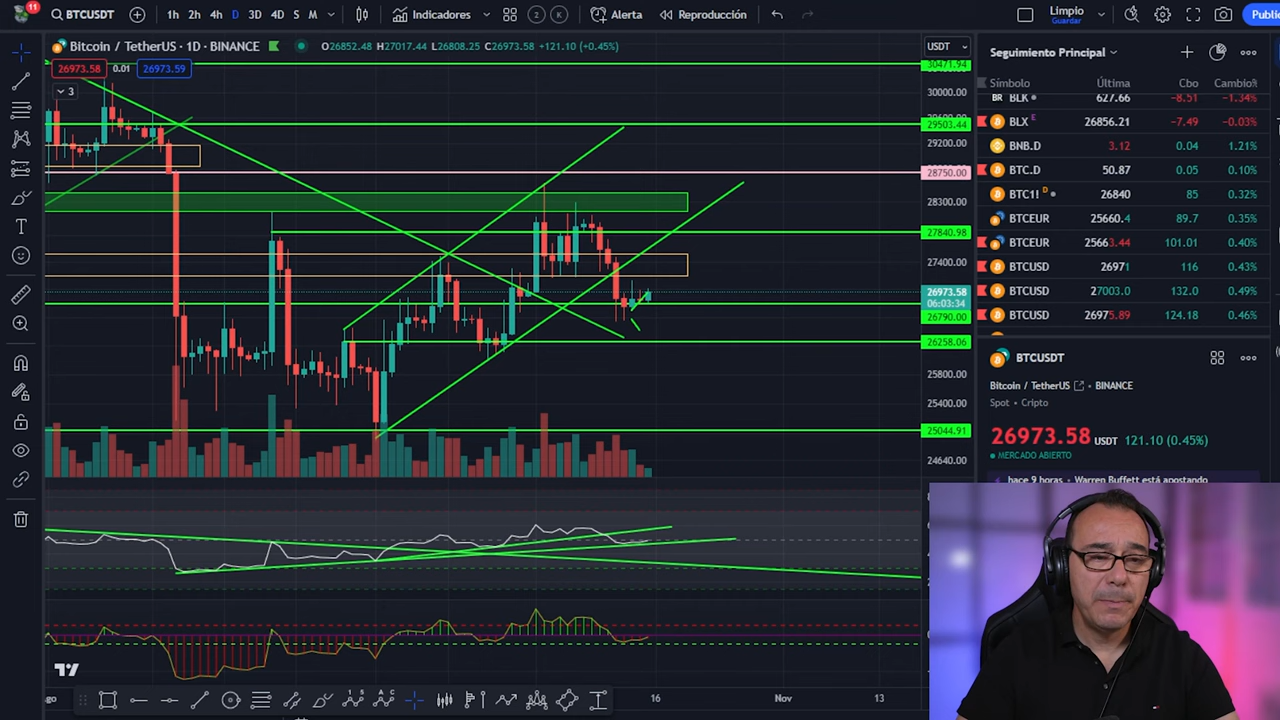 11
BTCUSDT
1h 2h 4h D 3D 4D S M
Indicadores
2 K
Alerta
Reproducción
Limpio
Guardar
Public
Bitcoin / TetherUS · 1D · BINANCE
O26852.48 H27017.44 L26808.25 C26973.58 +121.10 (+0.45%)
26973.58 0.01 26973.59
3
USDT
30471.94
30000.00
29503.44
29200.00
28750.00
28300.00
27840.98
27400.00
26973.58
06:03:34
26790.00
26258.06
25800.00
25400.00
25044.91
24640.00
16 Nov 13
Seguimiento Principal
Símbolo Última Cbo Cambio%
BLK 627.66 −8.51 −1.34%
BLX E 26856.21 −7.49 −0.03%
BNB.D 3.12 0.04 1.21%
BTC.D 50.87 0.05 0.10%
BTC1! D 26840 85 0.32%
BTCEUR 25660.4 89.7 0.35%
BTCEUR 25663.44 101.01 0.40%
BTCUSD 26971 116 0.43%
BTCUSD 27003.0 132.0 0.49%
BTCUSD 26975.89 124.18 0.46%
BTCUSDT
Bitcoin / TetherUS BINANCE
Spot • Cripto
26973.58 USDT 121.10 (0.45%)
MERCADO ABIERTO
hace 9 horas • Warren Buffett está apostando